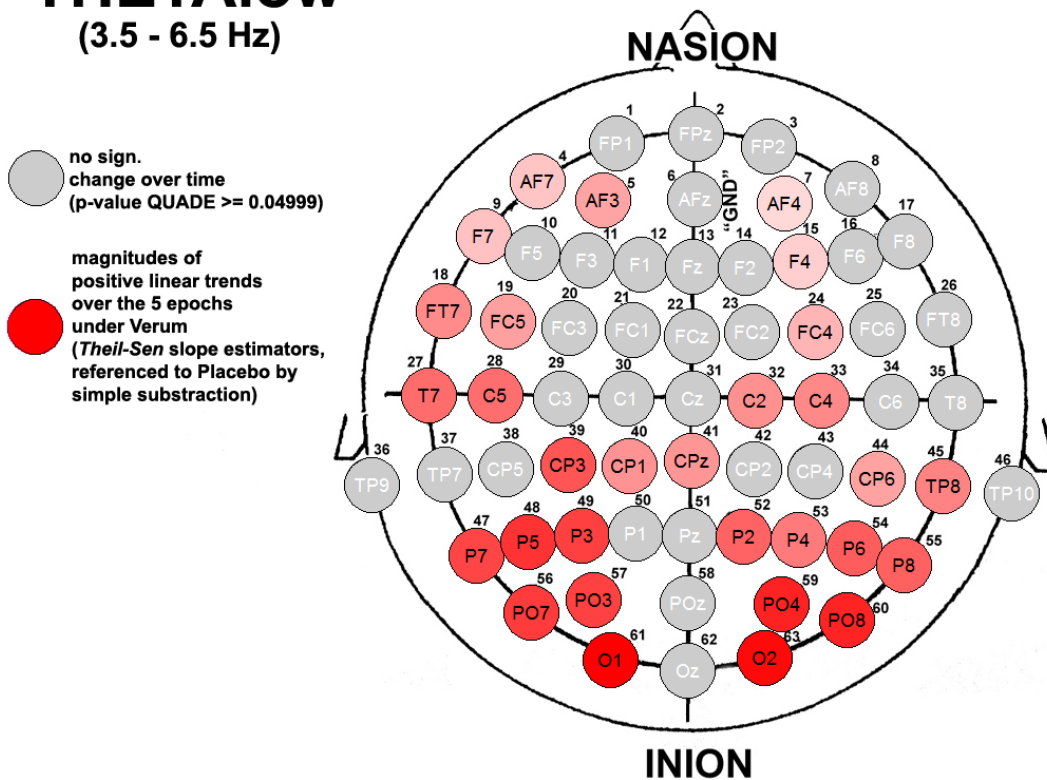 (3.5 - 6.5 Hz)
NASION
no sign.
change over time
(p-value QUADE >= 0.04999)
magnitudes of
positive linear trends
over the 5 epochs
under Verum
(Theil-Sen slope estimators,
referenced to Placebo by
simple substraction)
1 2 3
FP1 FPz FP2
4 5 6 7 8
AF7 AF3 AFz "GND" AF4 AF8
9 10 11 12 13 14 15 16 17
F7 F5 F3 F1 Fz F2 F4 F6 F8
18 19 20 21 22 23 24 25 26
FT7 FC5 FC3 FC1 FCz FC2 FC4 FC6 FT8
27 28 29 30 31 32 33 34 35
T7 C5 C3 C1 Cz C2 C4 C6 T8
36 37 38 39 40 41 42 43 44 45 46
TP9 TP7 CP5 CP3 CP1 CPz CP2 CP4 CP6 TP8 TP10
47 48 49 50 51 52 53 54 55
P7 P5 P3 P1 Pz P2 P4 P6 P8
56 57 58 59 60
PO7 PO3 POz PO4 PO8
61 62 63
O1 Oz O2
INION